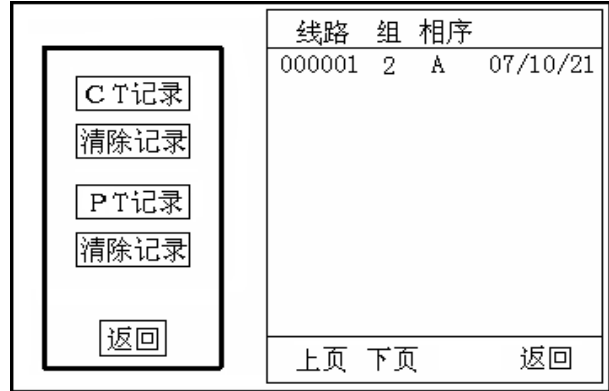 CT记录
清除记录
PT记录
清除记录
返回
线路 组 相序
000001 2 A 07/10/21
上页 下页 返回